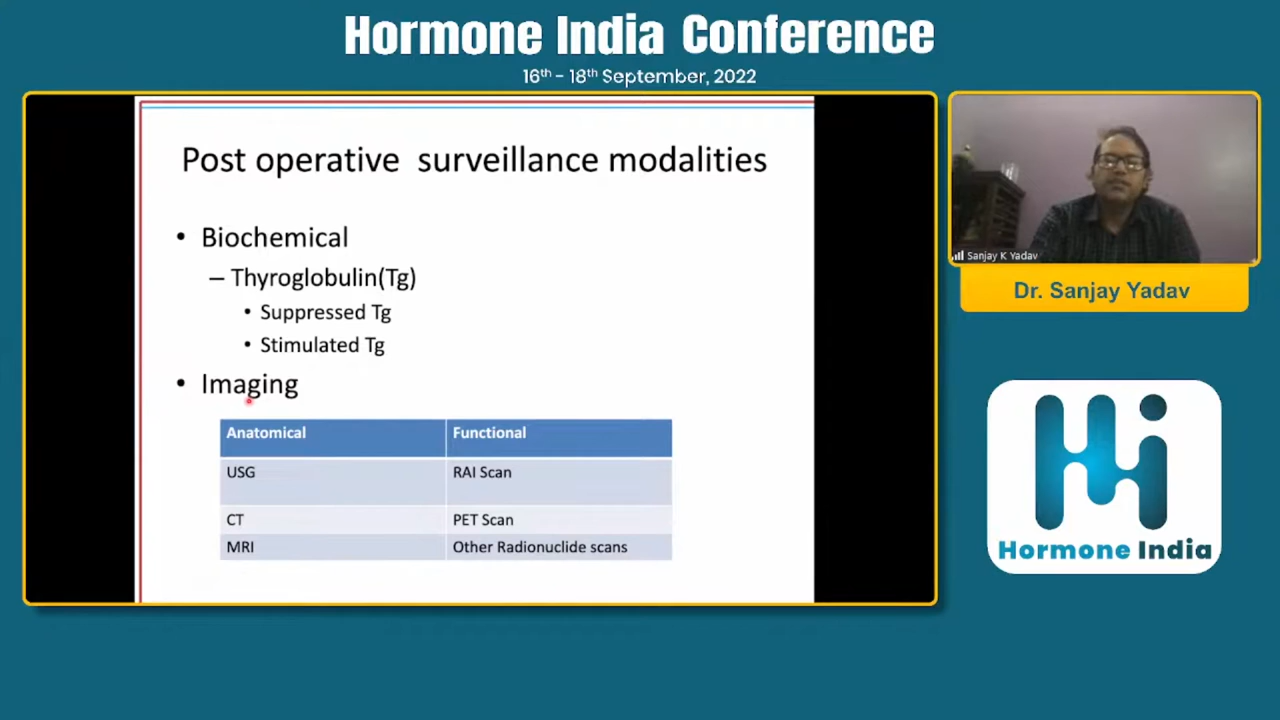 Hormone India Conference
16th - 18th September, 2022
Post operative surveillance modalities
• Biochemical
– Thyroglobulin(Tg)
• Suppressed Tg
• Stimulated Tg
• Imaging
Anatomical Functional
USG RAI Scan
CT PET Scan
MRI Other Radionuclide scans
Sanjay K Yadav
Dr. Sanjay Yadav
Hi
Hormone India